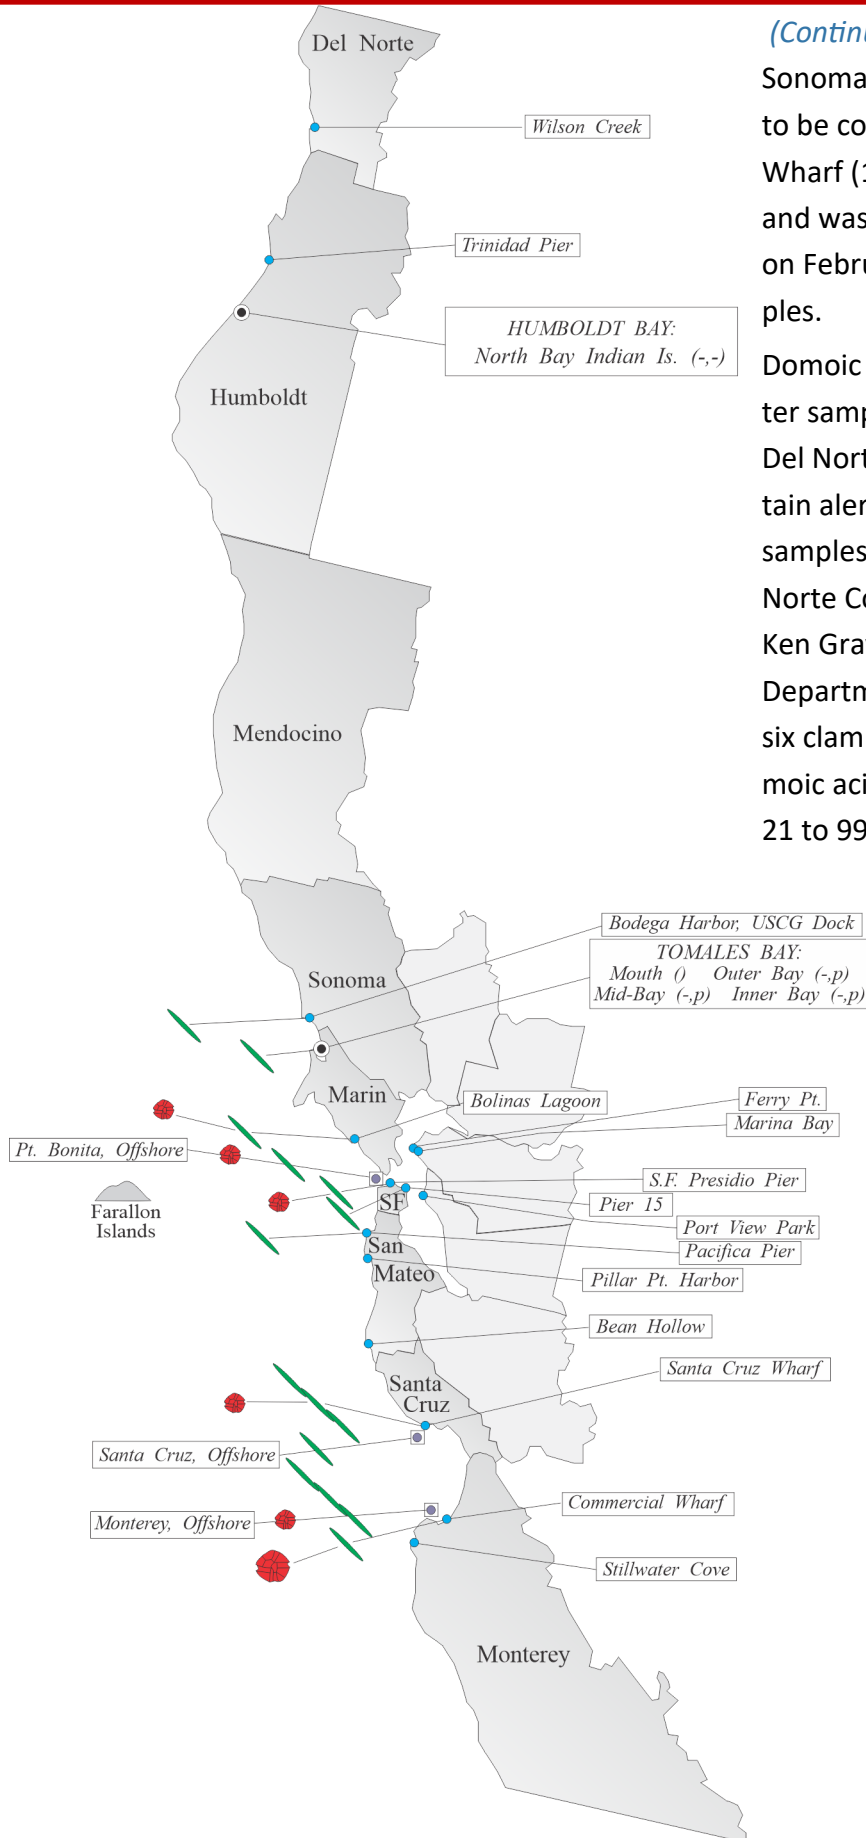 (Contin
Sonoma
to be co
Wharf (
and was
on Febru
ples.
Domoic
ter samp
Del Nort
tain aler
samples
Norte Co
Ken Gra
Departm
six clam
moic aci
21 to 99
Del Norte
Wilson Creek
Trinidad Pier
HUMBOLDT BAY:
North Bay Indian Is. (-,-)
Humboldt
Mendocino
Bodega Harbor, USCG Dock
TOMALES BAY:
Mouth () Outer Bay (-,p)
Mid-Bay (-,p) Inner Bay (-,p)
Sonoma
Marin
Bolinas Lagoon
Ferry Pt.
Marina Bay
Pt. Bonita, Offshore
S.F. Presidio Pier
SF
Pier 15
Farallon
Islands
Port View Park
San
Mateo
Pacifica Pier
Pillar Pt. Harbor
Bean Hollow
Santa Cruz Wharf
Santa
Cruz
Santa Cruz, Offshore
Commercial Wharf
Monterey, Offshore
Stillwater Cove
Monterey